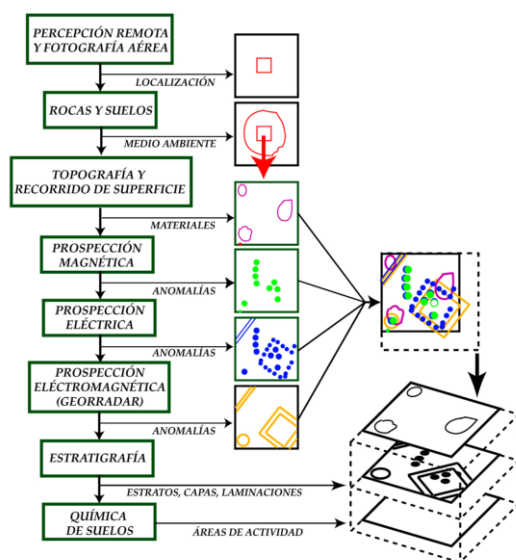 PERCEPCIÓN REMOTA
Y FOTOGRAFÍA AÉREA
LOCALIZACIÓN
ROCAS Y SUELOS
MEDIO AMBIENTE
TOPOGRAFÍA Y
RECORRIDO DE SUPERFICIE
MATERIALES
PROSPECCIÓN
MAGNÉTICA
ANOMALÍAS
PROSPECCIÓN
ELÉCTRICA
ANOMALÍAS
PROSPECCIÓN
ELÉCTROMAGNÉTICA
(GEORRADAR)
ANOMALÍAS
ESTRATIGRAFÍA
ESTRATOS, CAPAS, LAMINACIONES
QUÍMICA
DE SUELOS
ÁREAS DE ACTIVIDAD